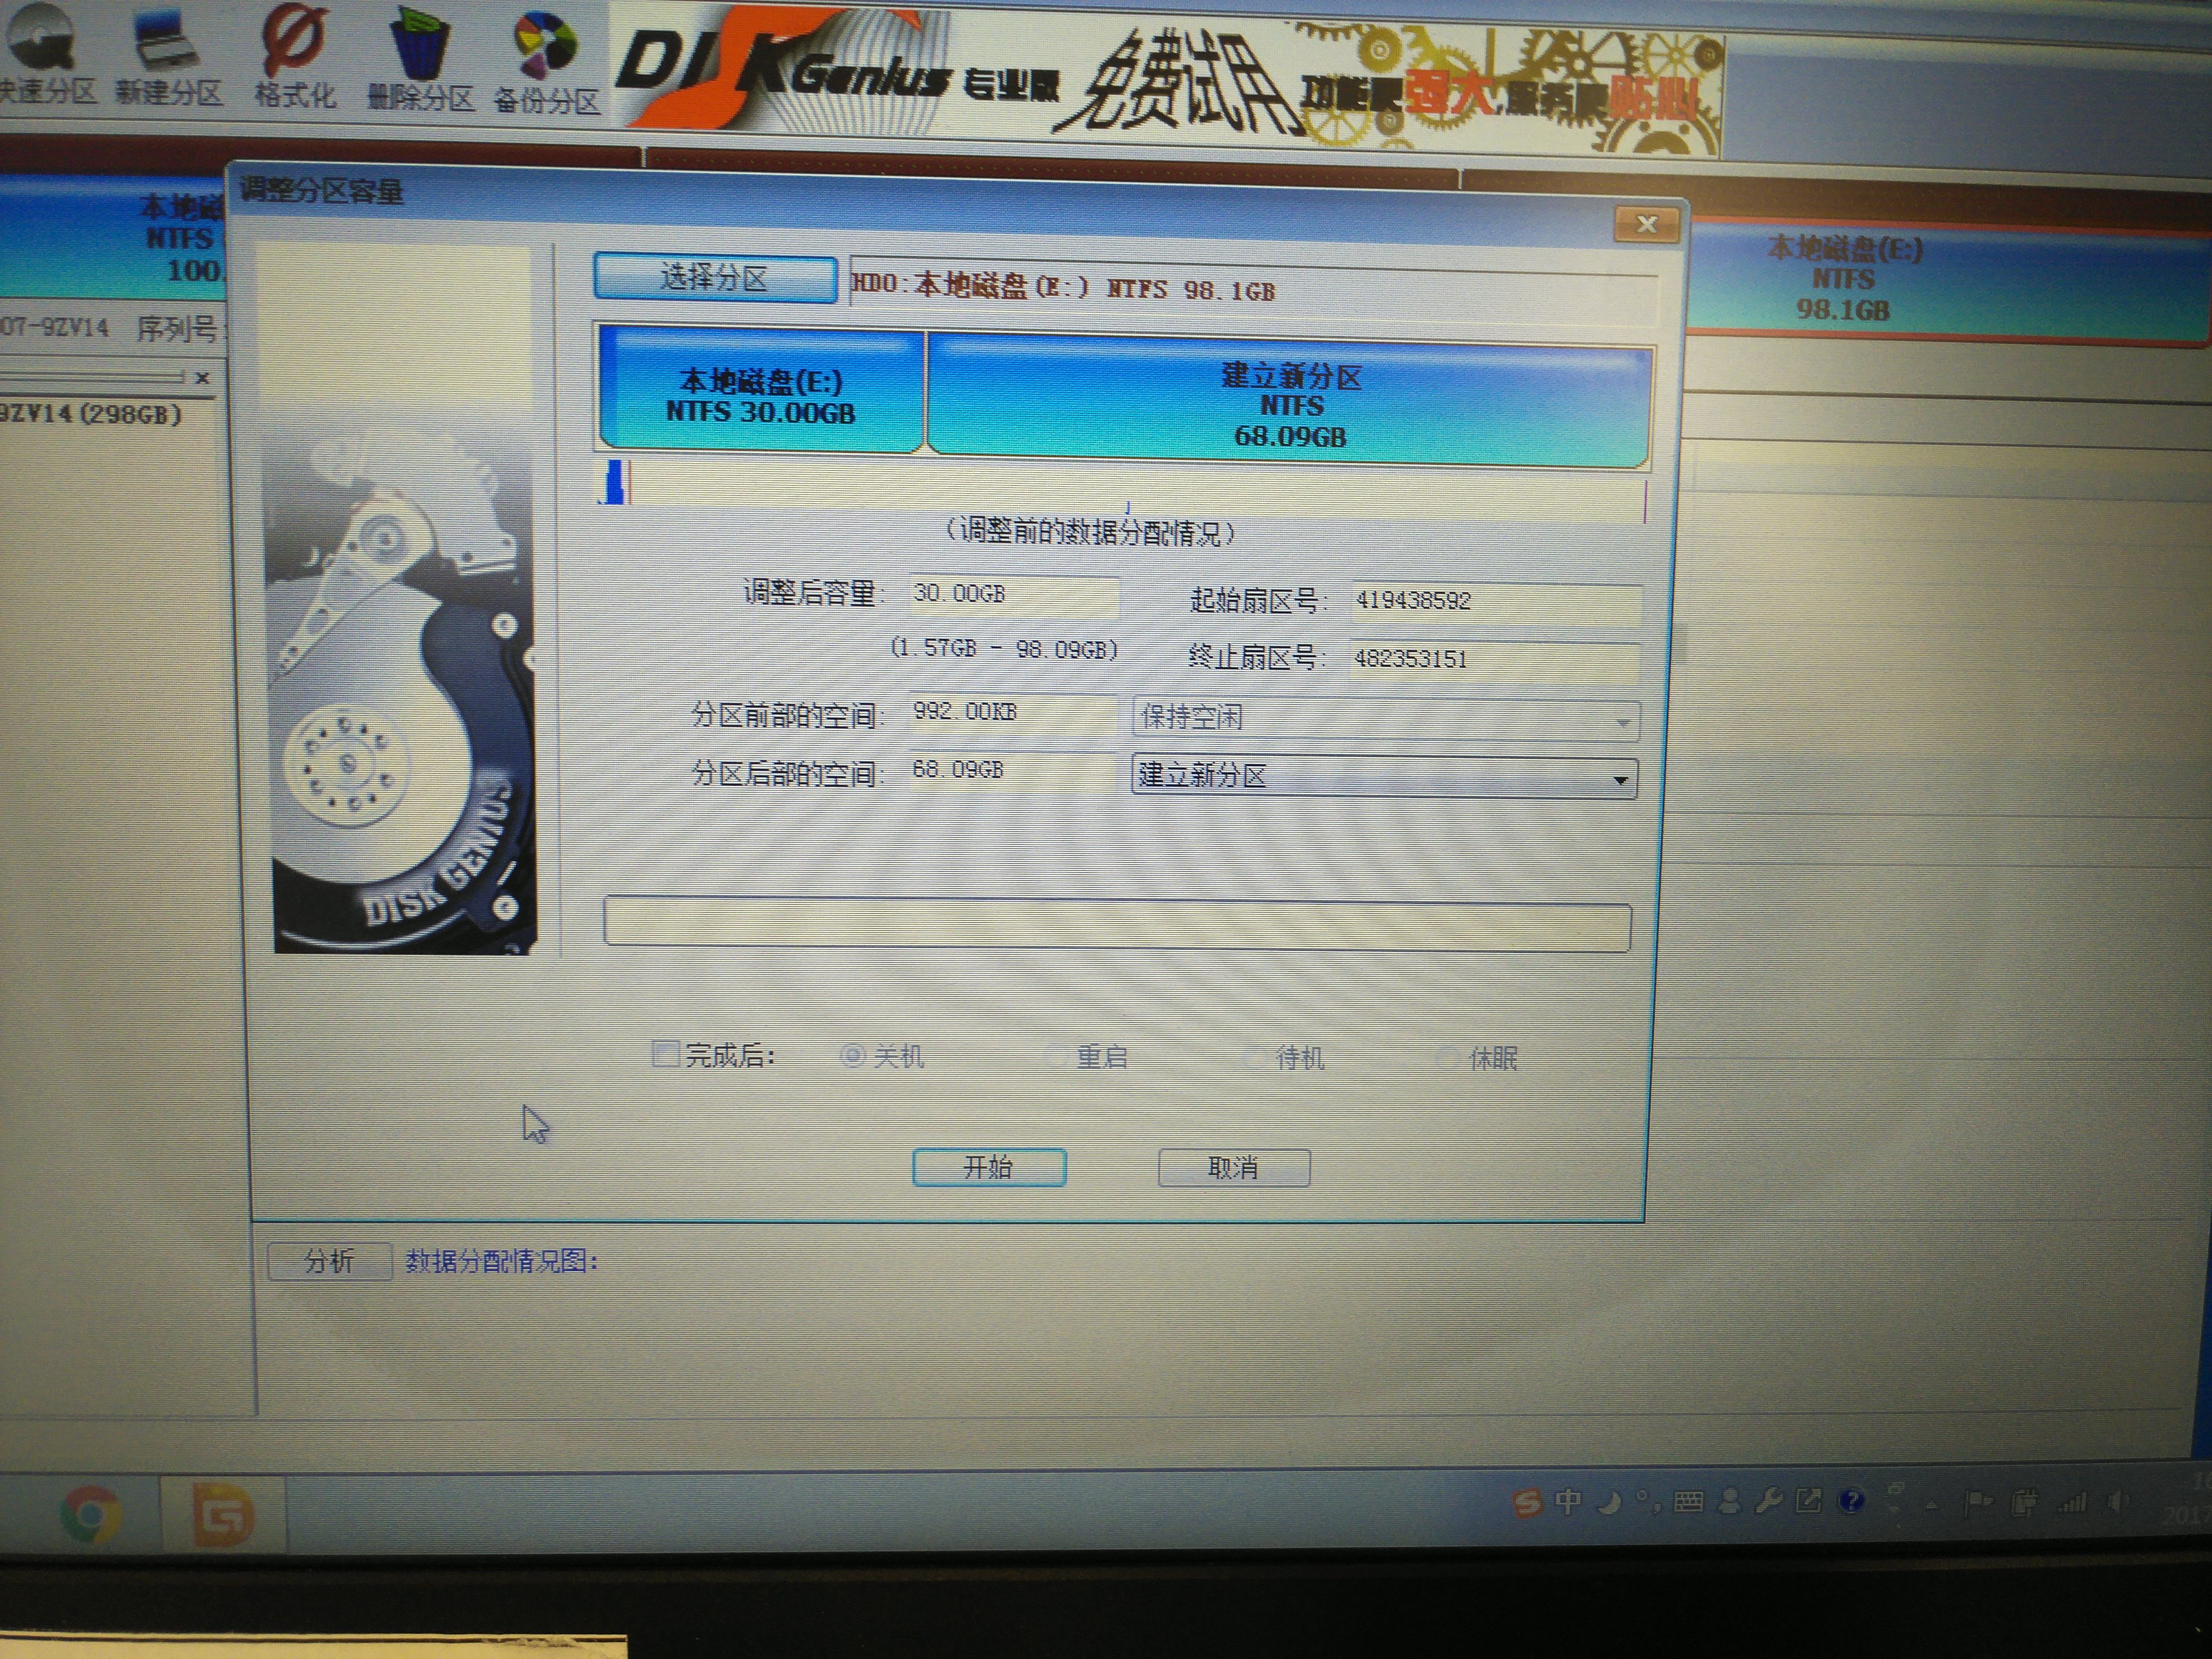 快速分区 新建分区 格式化 删除分区 备份分区
DISKGenius 专业版 免费试用 功能更强大,服务更贴心
调整分区容量
本地磁
NTFS
100.
本地磁盘(E:)
NTFS
98.1GB
07-9ZV14 序列号:
9ZV14(298GB)
选择分区 HD0:本地磁盘(E:) NTFS 98.1GB
本地磁盘(E:)
NTFS 30.00GB
建立新分区
NTFS
68.09GB
(调整前的数据分配情况)
调整后容量: 30.00GB 起始扇区号: 419438592
(1.57GB - 98.09GB) 终止扇区号: 482353151
分区前部的空间: 992.00KB 保持空闲
分区后部的空间: 68.09GB 建立新分区
DISK GENIUS
完成后: 关机 重启 待机 休眠
开始 取消
分析 数据分配情况图:
中
2017